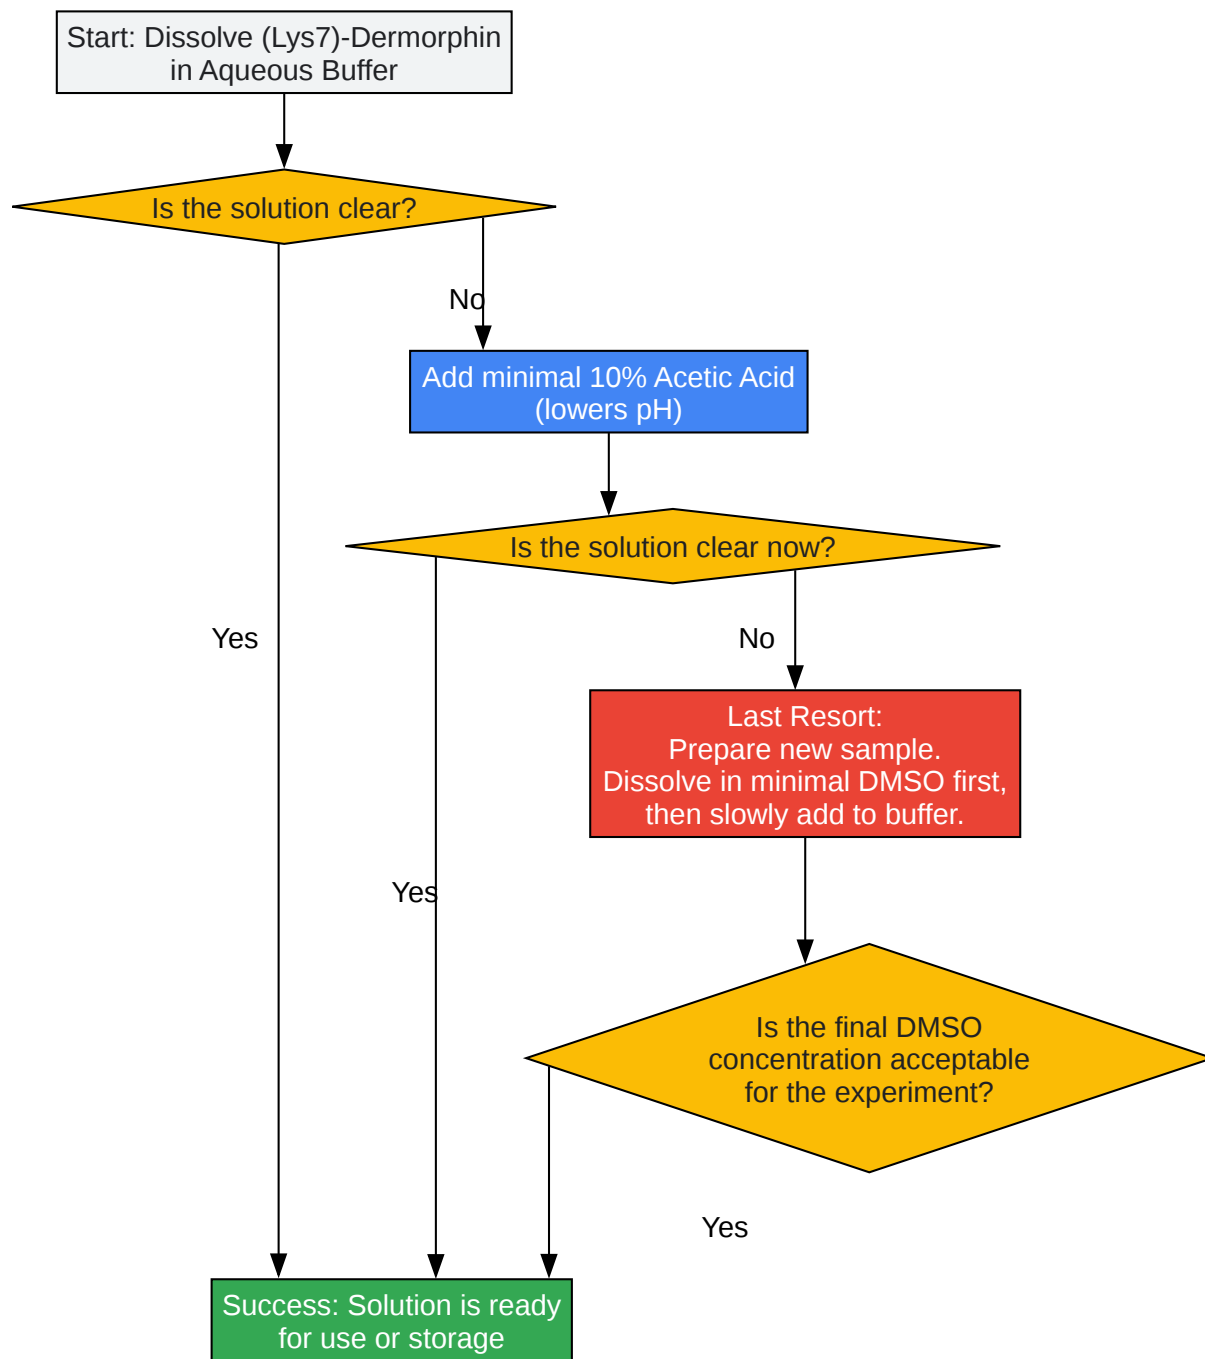 Start: Dissolve (Lys7)-Dermorphin
in Aqueous Buffer
Is the solution clear?
No
Add minimal 10% Acetic Acid
(lowers pH)
Is the solution clear now?
Yes
No
Last Resort:
Prepare new sample.
Dissolve in minimal DMSO first,
then slowly add to buffer.
Yes
Is the final DMSO
concentration acceptable
for the experiment?
Yes
Success: Solution is ready
for use or storage